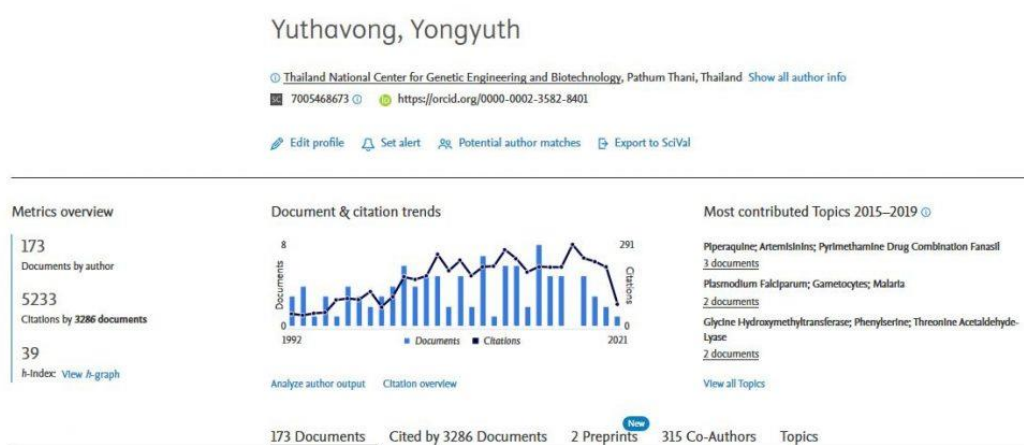 Yuthavong, Yongyuth
Thailand National Center for Genetic Engineering and Biotechnology, Pathum Thani, Thailand Show all author info
SC 7005468673 https://orcid.org/0000-0002-3582-8401
Edit profile Set alert Potential author matches Export to SciVal
Metrics overview
173
Documents by author
5233
Citations by 3286 documents
39
h-Index: View h-graph
Document & citation trends
8
291
Documents
Citations
0
0
1992
2021
Documents Citations
Analyze author output Citation overview
Most contributed Topics 2015–2019
Piperaquine; Artemisinins; Pyrimethamine Drug Combination Fanasil
3 documents
Plasmodium Falciparum; Gametocytes; Malaria
2 documents
Glycine Hydroxymethyltransferase; Phenylserine; Threonine Acetaldehyde-
Lyase
2 documents
View all Topics
New
173 Documents Cited by 3286 Documents 2 Preprints 315 Co-Authors Topics